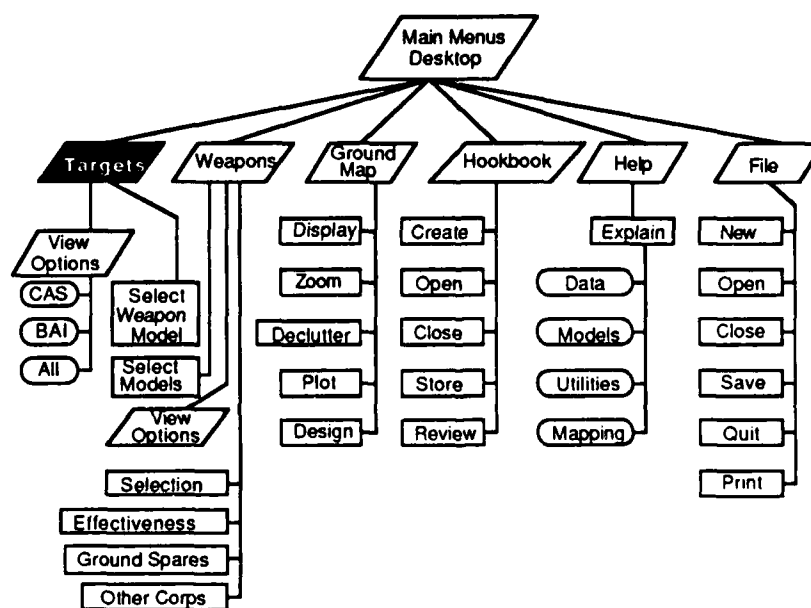 Main Menus
Desktop
Targets
Weapons
Ground
Map
Hookbook
Help
File
View
Options
CAS
BAI
All
Select
Weapon
Model
Select
Models
View
Options
Selection
Effectiveness
Ground Spares
Other Corps
Display
Zoom
Declutter
Plot
Design
Create
Open
Close
Store
Review
Explain
Data
Models
Utilities
Mapping
New
Open
Close
Save
Quit
Print